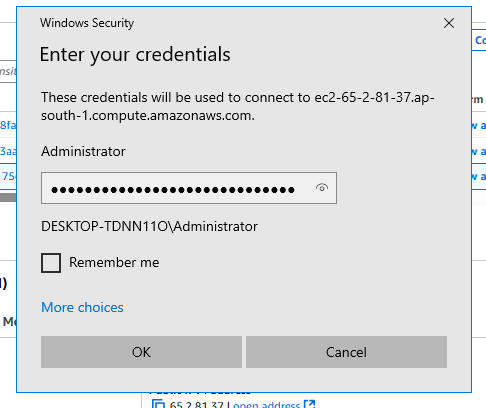 Windows Security
Enter your credentials
These credentials will be used to connect to ec2-65-2-81-37.ap-
south-1.compute.amazonaws.com.
Administrator
●●●●●●●●●●●●●●●●●●●●●●●●●●●●●
DESKTOP-TDNN11O\Administrator
Remember me
More choices
OK
Cancel
65.2.81.37 | open address